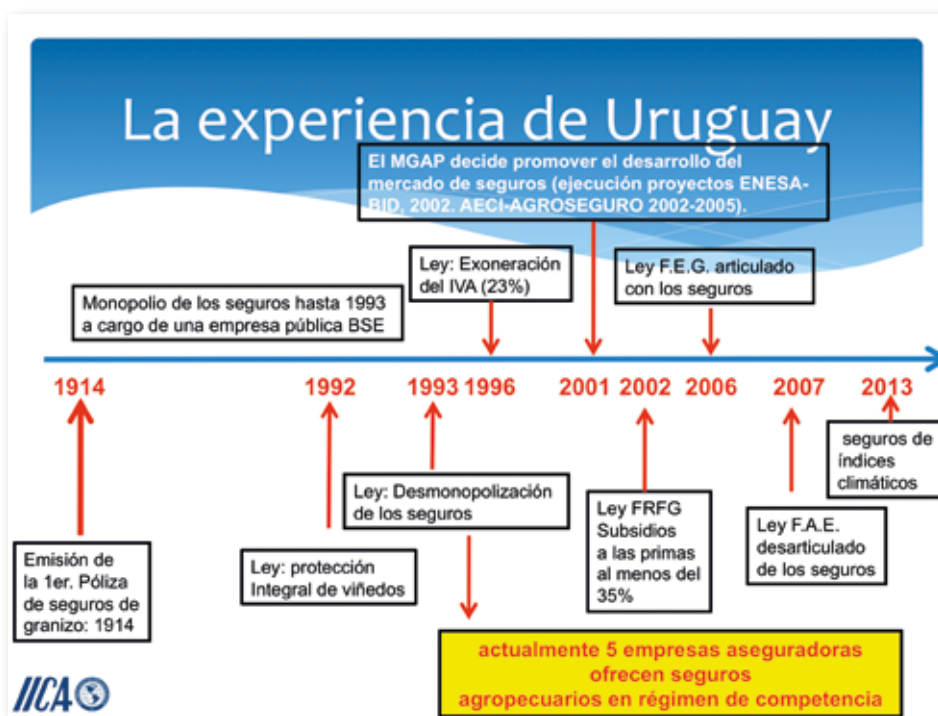 La experiencia de Uruguay
El MGAP decide promover el desarrollo del
mercado de seguros (ejecución proyectos ENESA-
BID, 2002. AECI-AGROSEGURO 2002-2005).
Ley: Exoneración
del IVA (23%)
Ley F.E.G. articulado
con los seguros
Monopolio de los seguros hasta 1993
a cargo de una empresa pública BSE
1914 1992 1993 1996 2001 2002 2006 2007 2013
seguros de
índices
climáticos
Ley: Desmonopolización
de los seguros
Ley FRFG
Subsidios
a las primas
al menos del
35%
Ley F.A.E.
desarticulado
de los seguros
Emisión de
la 1er. Póliza
de seguros de
granizo: 1914
Ley: protección
Integral de viñedos
actualmente 5 empresas aseguradoras
ofrecen seguros
agropecuarios en régimen de competencia
IICA